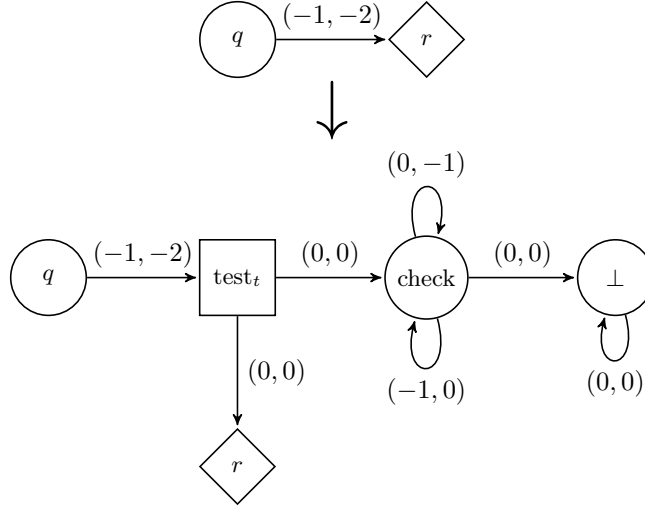 (−1, −2)
q
r
(0, −1)
(−1, −2)
(0, 0)
(0, 0)
q
test_t
check
⊥
(0, 0)
(−1, 0)
(0, 0)
r